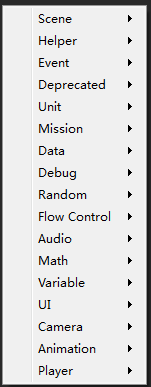 Scene
Helper
Event
Deprecated
Unit
Mission
Data
Debug
Random
Flow Control
Audio
Math
Variable
UI
Camera
Animation
Player